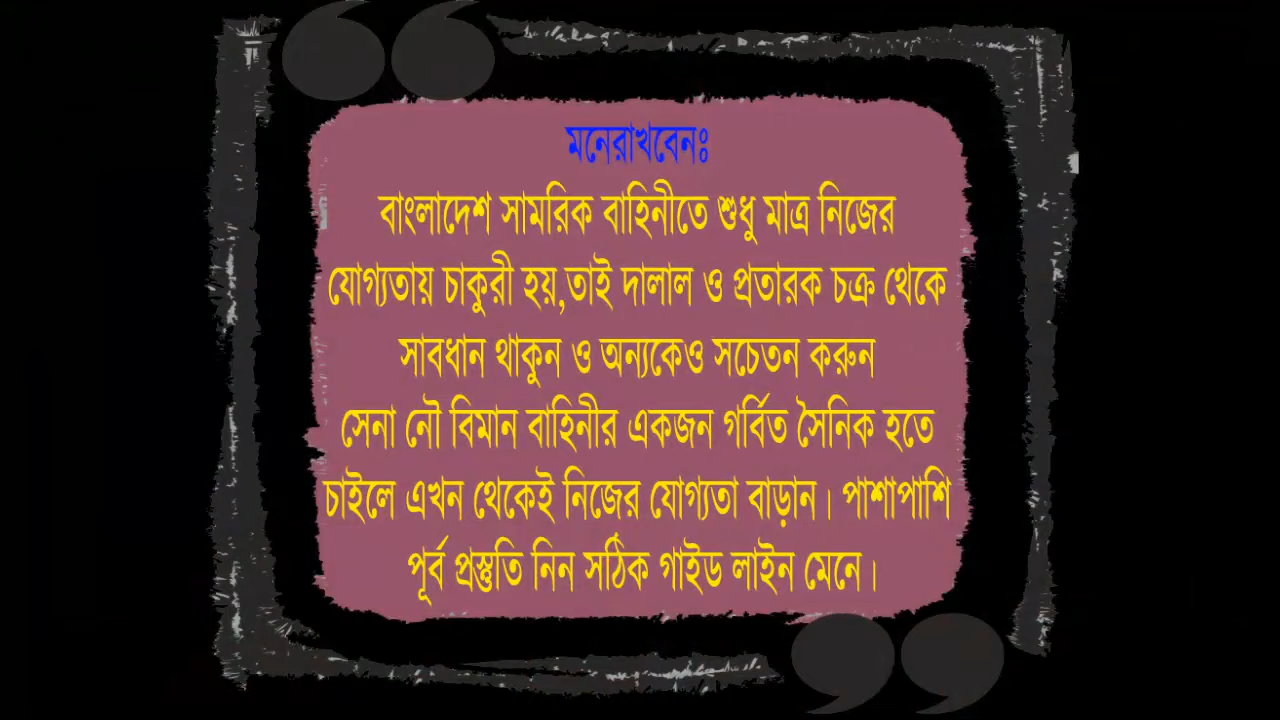 মনেরাখবেনঃ
বাংলাদেশ সামরিক বাহিনীতে শুধু মাত্র নিজের
যোগ্যতায় চাকুরী হয়,তাই দালাল ও প্রতারক চক্র থেকে
সাবধান থাকুন ও অন্যকেও সচেতন করুন
সেনা নৌ বিমান বাহিনীর একজন গর্বিত সৈনিক হতে
চাইলে এখন থেকেই নিজের যোগ্যতা বাড়ান। পাশাপাশি
পূর্ব প্রস্তুতি নিন সঠিক গাইড লাইন মেনে।